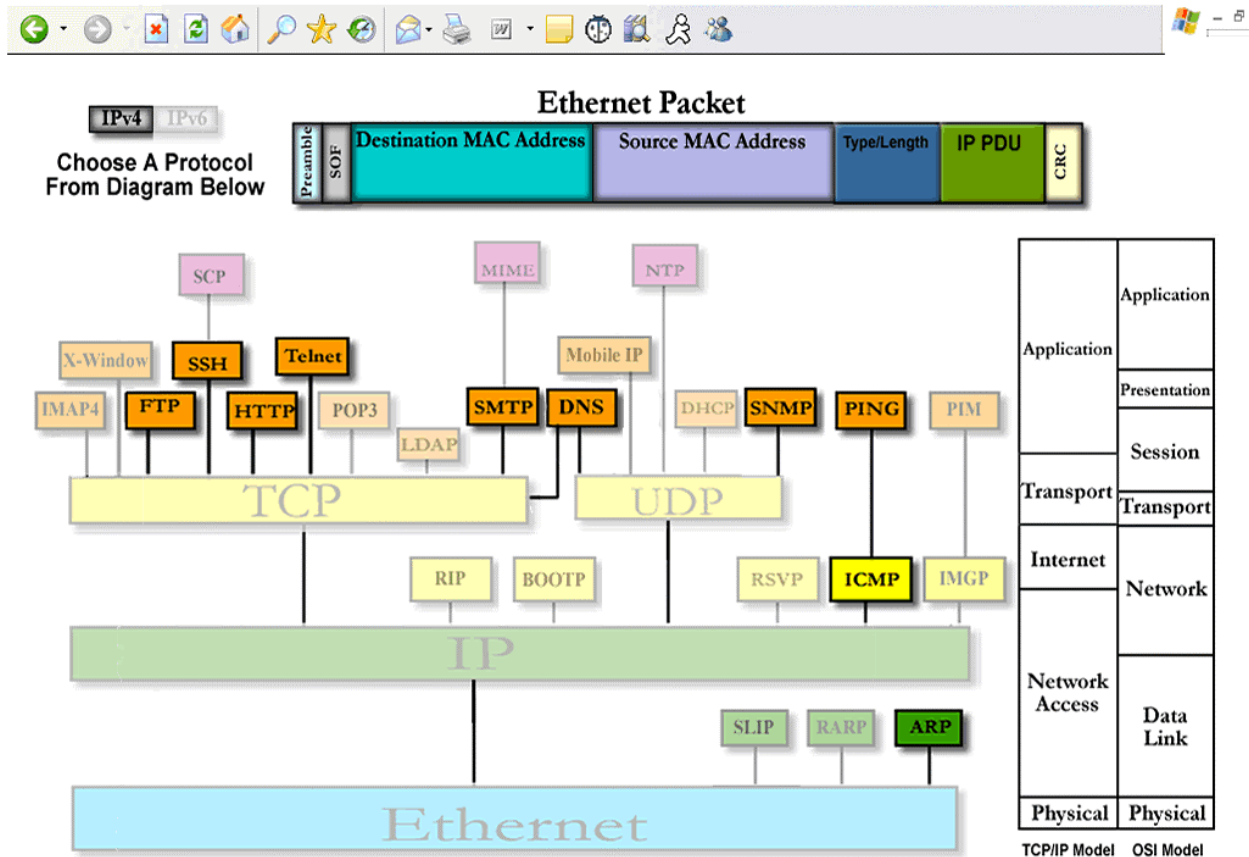 W
Ethernet Packet
IPv4 IPv6
Choose A Protocol
From Diagram Below
Preamble
SOF
Destination MAC Address
Source MAC Address
Type/Length
IP PDU
CRC
SCP
MIME
NTP
X-Window
SSH
Telnet
Mobile IP
IMAP4
FTP
HTTP
POP3
LDAP
SMTP
DNS
DHCP
SNMP
PING
PIM
TCP
UDP
RIP
BOOTP
RSVP
ICMP
IMGP
IP
SLIP
RARP
ARP
Ethernet
Application
Transport
Internet
Network
Access
Physical
TCP/IP Model
Application
Presentation
Session
Transport
Network
Data
Link
Physical
OSI Model